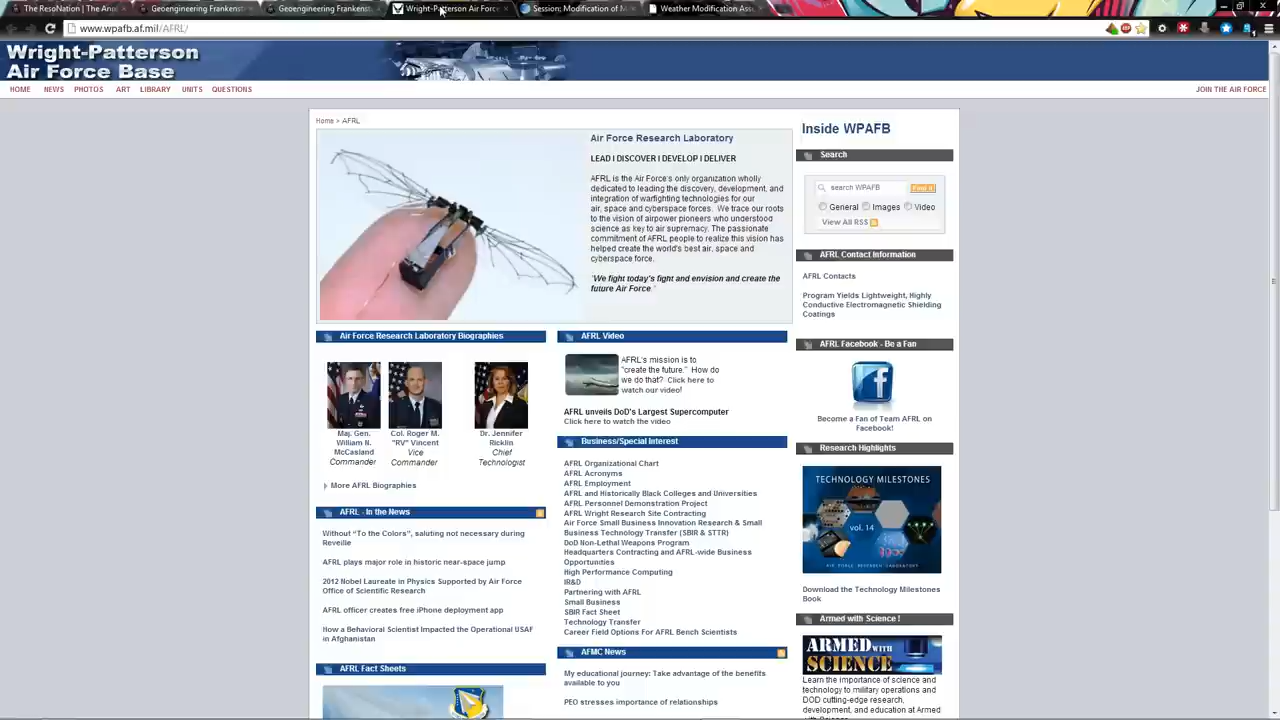 The ResoNation | The An
Geoengineering Frankenst
Geoengineering Frankenst
Wright-Patterson Air Forc
Session: Modification of M
Weather Modification Ass
www.wpafb.af.mil/AFRL/
Wright-Patterson
Air Force Base
HOME NEWS PHOTOS ART LIBRARY UNITS QUESTIONS JOIN THE AIR FORCE
Home > AFRL
Air Force Research Laboratory
LEAD I DISCOVER I DEVELOP I DELIVER
AFRL is the Air Force's only organization wholly
dedicated to leading the discovery, development, and
integration of warfighting technologies for our
air, space and cyberspace forces. We trace our roots
to the vision of airpower pioneers who understood
science as key to air supremacy. The passionate
commitment of AFRL people to realize this vision has
helped create the world's best air, space and
cyberspace force.
"We fight today's fight and envision and create the
future Air Force."
Air Force Research Laboratory Biographies
Maj. Gen.
William N.
McCasland
Commander
Col. Roger M.
"RV" Vincent
Vice
Commander
Dr. Jennifer
Ricklin
Chief
Technologist
More AFRL Biographies
AFRL - In the News
Without "To the Colors", saluting not necessary during
Reveille
AFRL plays major role in historic near-space jump
2012 Nobel Laureate in Physics Supported by Air Force
Office of Scientific Research
AFRL officer creates free iPhone deployment app
How a Behavioral Scientist Impacted the Operational USAF
in Afghanistan
AFRL Fact Sheets
AFRL Video
AFRL's mission is to
"create the future." How do
we do that? Click here to
watch our video!
AFRL unveils DoD's Largest Supercomputer
Click here to watch the video
Business/Special Interest
AFRL Organizational Chart
AFRL Acronyms
AFRL Employment
AFRL and Historically Black Colleges and Universities
AFRL Personnel Demonstration Project
AFRL Wright Research Site Contracting
Air Force Small Business Innovation Research & Small
Business Technology Transfer (SBIR & STTR)
DoD Non-Lethal Weapons Program
Headquarters Contracting and AFRL-wide Business
Opportunities
High Performance Computing
IR&D
Partnering with AFRL
Small Business
SBIR Fact Sheet
Technology Transfer
Career Field Options For AFRL Bench Scientists
AFMC News
My educational journey: Take advantage of the benefits
available to you
PEO stresses importance of relationships
Inside WPAFB
Search
search WPAFB Find it
General Images Video
View All RSS
AFRL Contact Information
AFRL Contacts
Program Yields Lightweight, Highly
Conductive Electromagnetic Shielding
Coatings
AFRL Facebook - Be a Fan
Become a Fan of Team AFRL on
Facebook!
Research Highlights
TECHNOLOGY MILESTONES
vol. 14
AIR FORCE RESEARCH LABORATORY
Download the Technology Milestones
Book
Armed with Science !
ARMED WITH
SCIENCE
Learn the importance of science and
technology to military operations and
DOD cutting-edge research,
development, and education at Armed